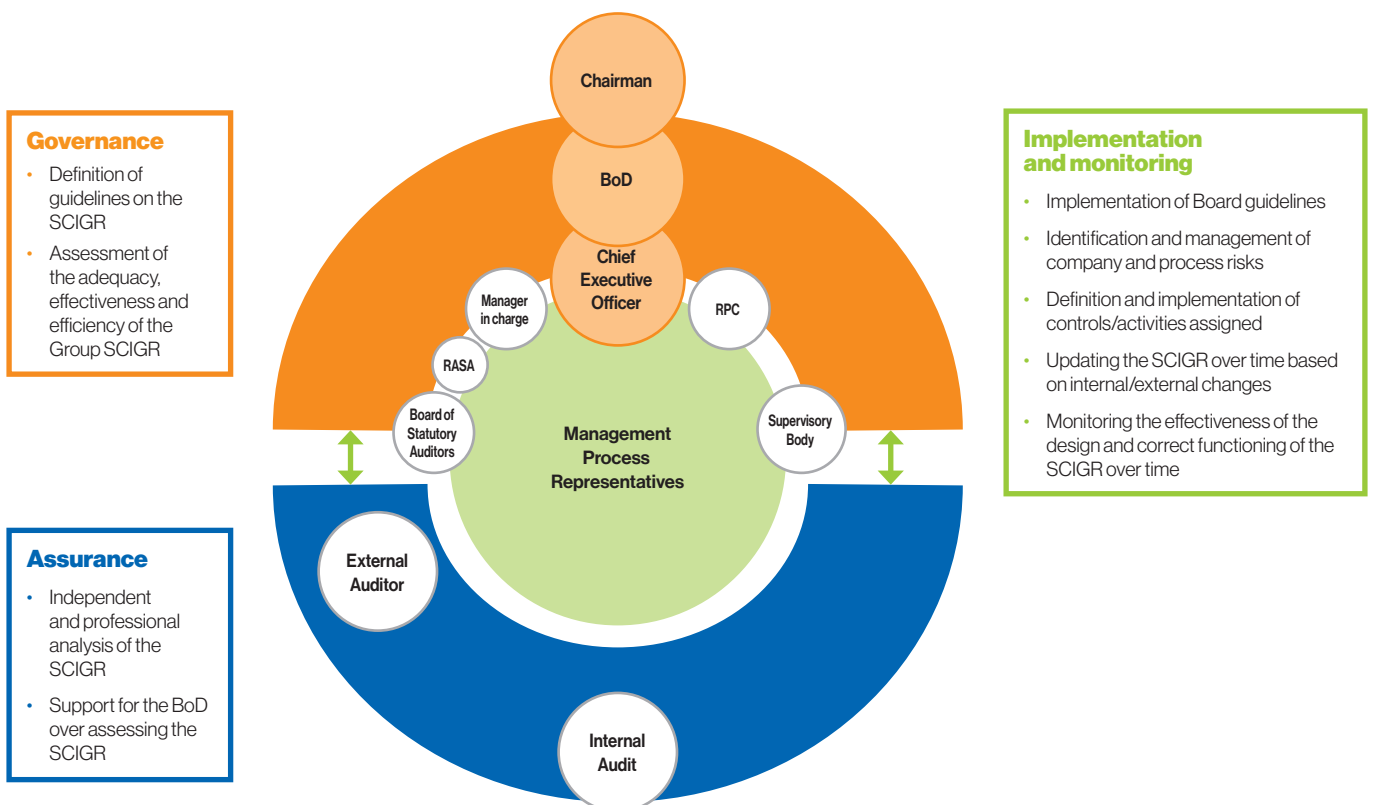 Governance
• Definition of
guidelines on the
SCIGR
• Assessment of
the adequacy,
effectiveness and
efficiency of the
Group SCIGR
Assurance
• Independent
and professional
analysis of the
SCIGR
• Support for the BoD
over assessing the
SCIGR
Chairman
BoD
Chief
Executive
Officer
Manager
in charge
RPC
RASA
Board of
Statutory
Auditors
Supervisory
Body
Management
Process
Representatives
External
Auditor
Internal
Audit
Implementation
and monitoring
• Implementation of Board guidelines
• Identification and management of
company and process risks
• Definition and implementation of
controls/activities assigned
• Updating the SCIGR over time based
on internal/external changes
• Monitoring the effectiveness of the
design and correct functioning of the
SCIGR over time